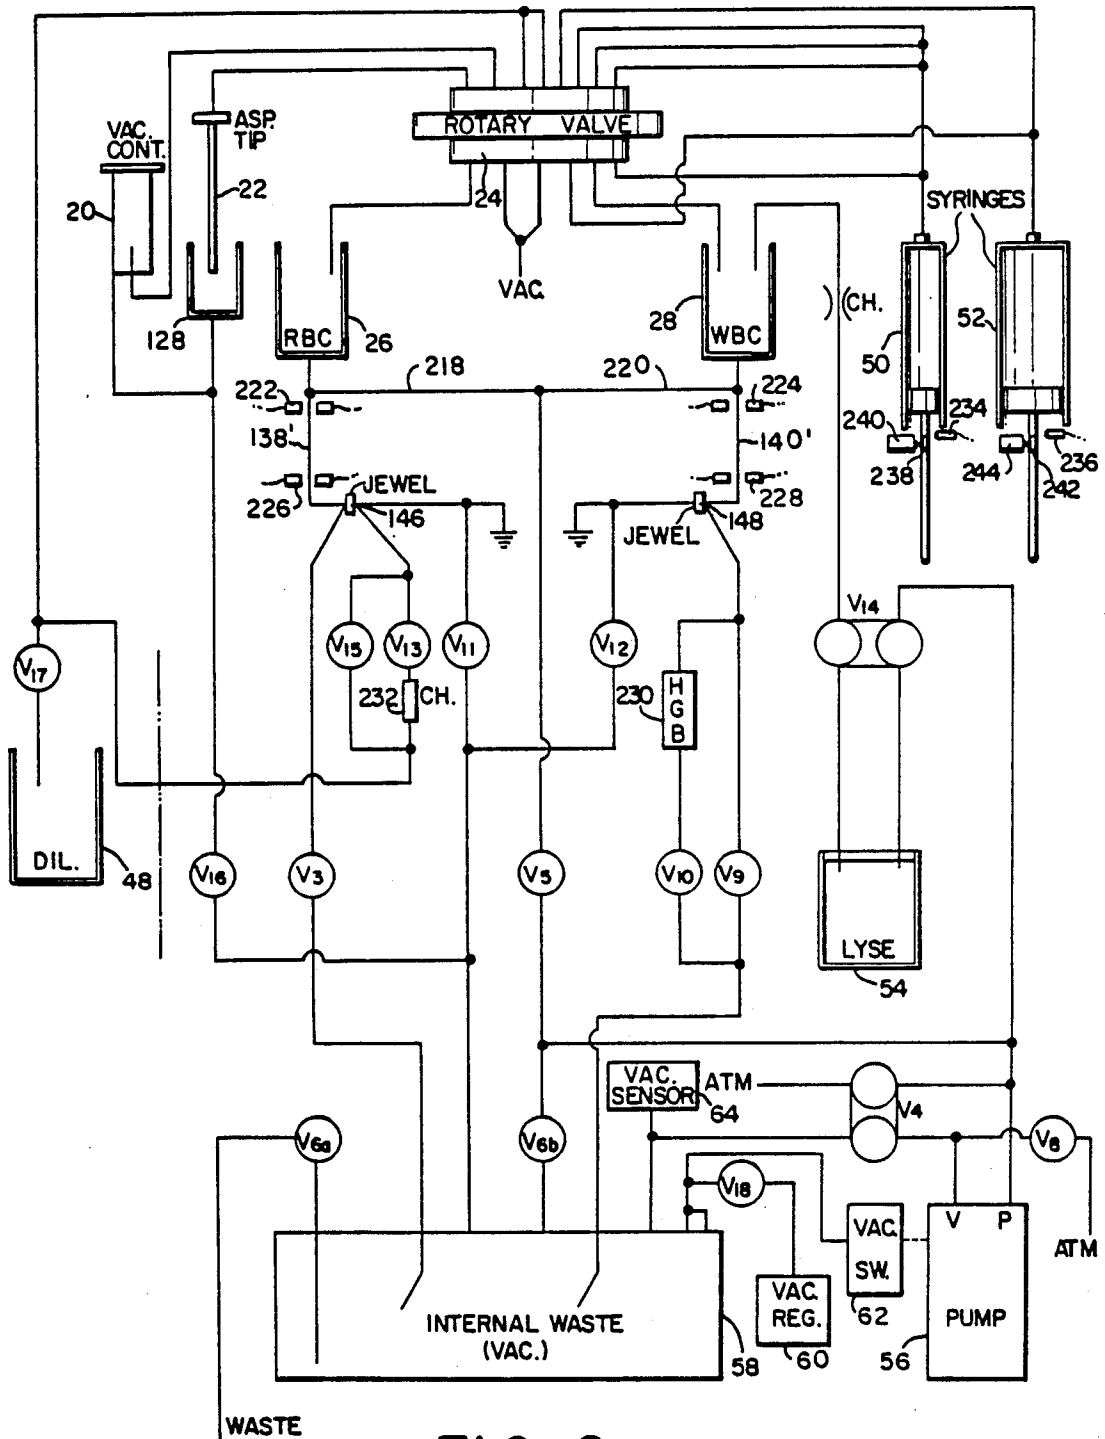 ROTARY VALVE
VAC.
CONT.
ASP.
TIP
20
22
24
SYRINGES
VAC.
128
RBC
26
28
WBC
CH.
50
52
218
220
222
224
138'
140'
240
234
238
244
236
242
226
JEWEL
146
228
JEWEL
148
V14
V17
V15
V13
V11
V12
232
CH.
230
H
G
B
DIL.
48
V16
V3
V5
V10
V9
LYSE
54
VAC.
SENSOR
64
ATM
V4
V6a
V6b
V8
V18
V
P
ATM
VAC.
SW.
62
VAC.
REG.
60
PUMP
56
INTERNAL WASTE
(VAC.)
58
WASTE